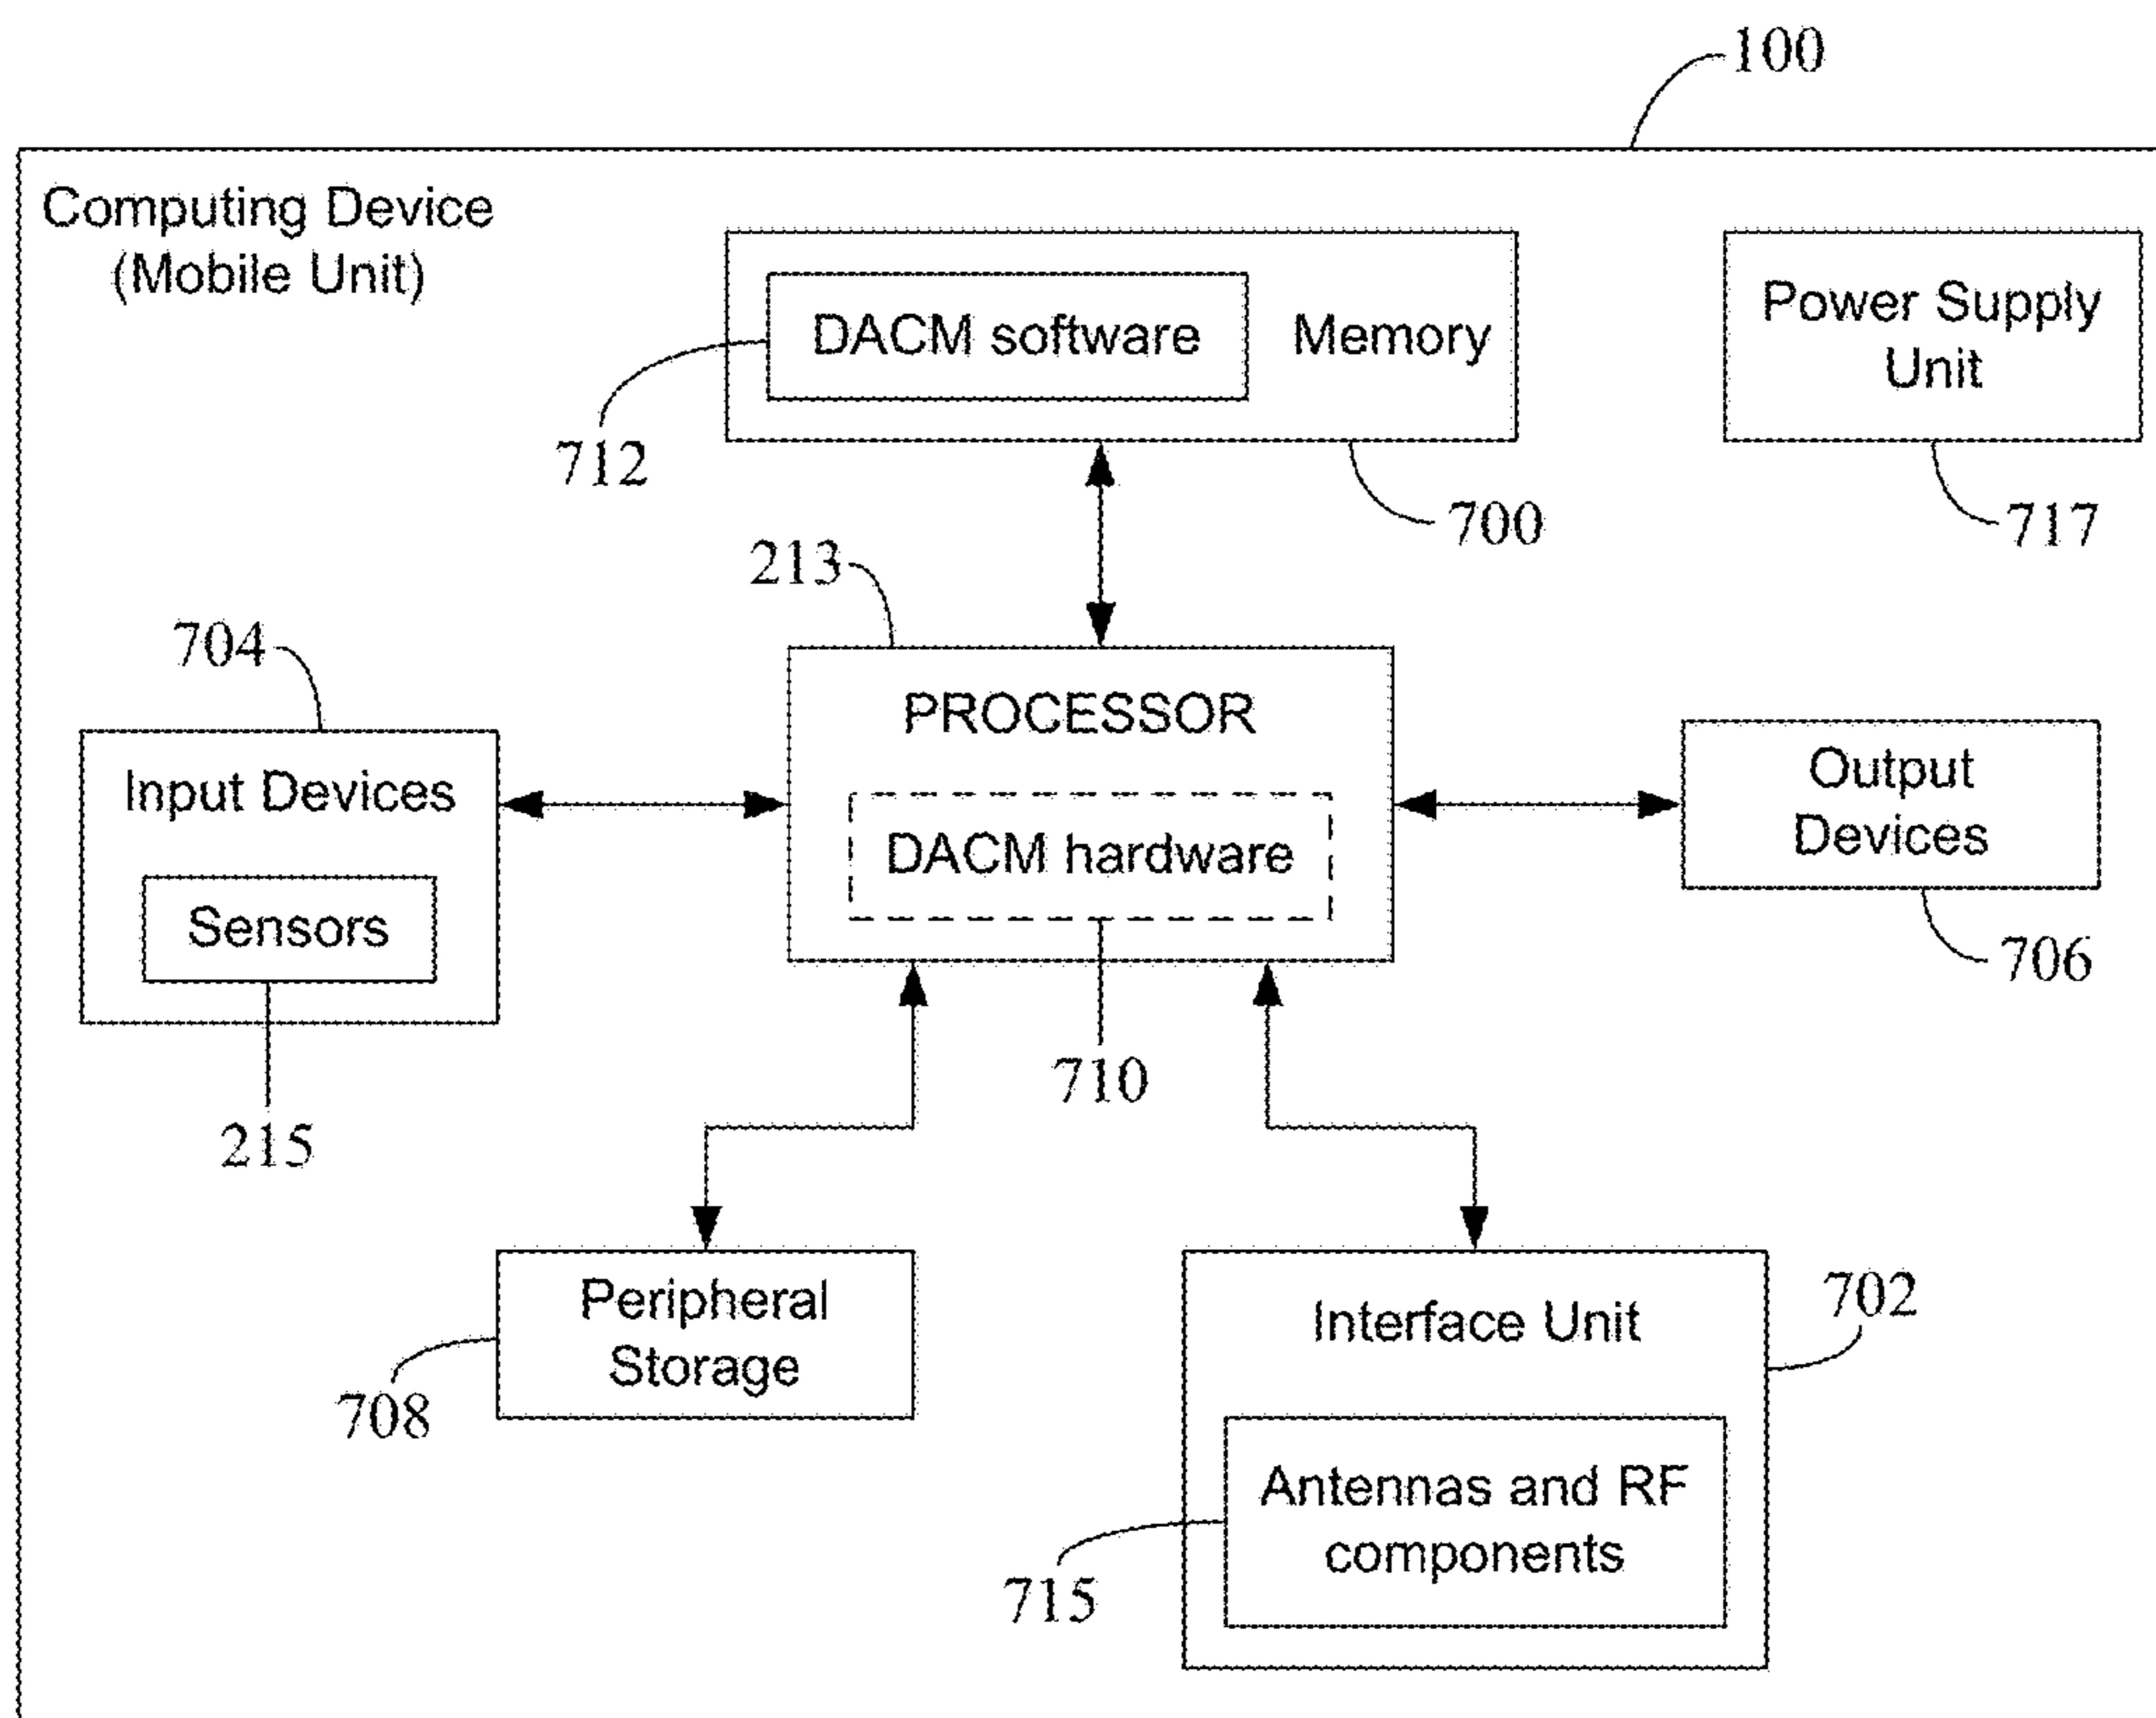 100
Computing Device
(Mobile Unit)
DACM software
Memory
Power Supply
Unit
712
700
717
213
704
PROCESSOR
Input Devices
Output
Devices
DACM hardware
Sensors
706
710
215
Peripheral
Storage
702
Interface Unit
708
Antennas and RF
components
715